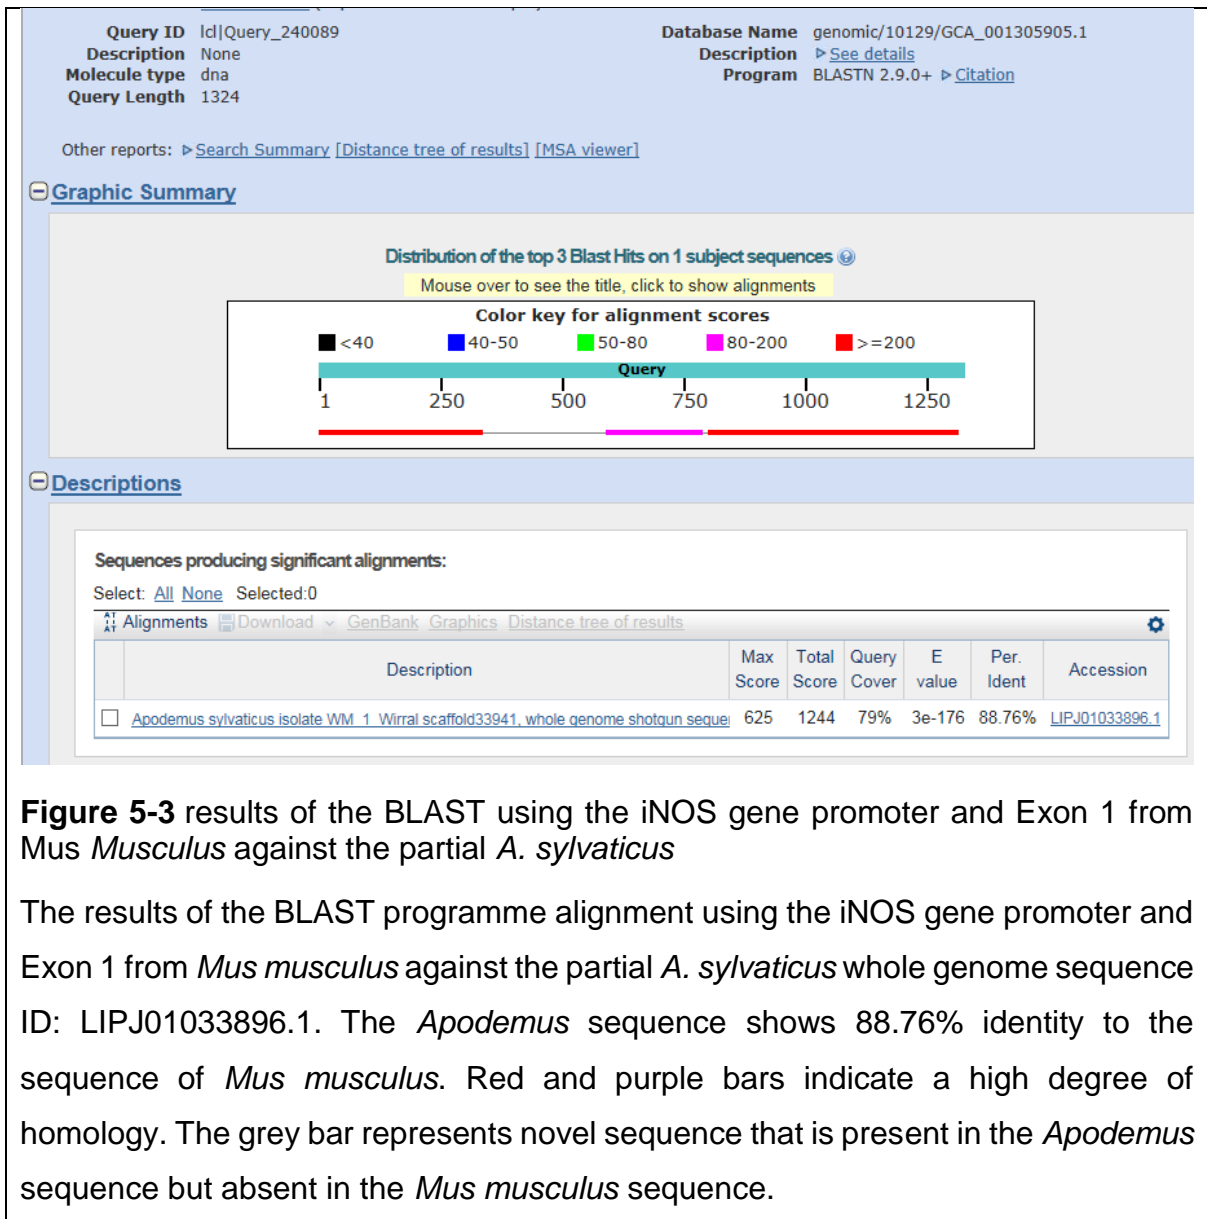 Query ID lcl|Query_240089
Description None
Molecule type dna
Query Length 1324
Database Name genomic/10129/GCA_001305905.1
Description See details
Program BLASTN 2.9.0+ Citation
Other reports: Search Summary [Distance tree of results] [MSA viewer]
Graphic Summary
Distribution of the top 3 Blast Hits on 1 subject sequences
Mouse over to see the title, click to show alignments
Color key for alignment scores
<40 40-50 50-80 80-200 >=200
Query
1 250 500 750 1000 1250
Descriptions
Sequences producing significant alignments:
Select: All None Selected:0
Alignments Download GenBank Graphics Distance tree of results
Description Max Score Total Score Query Cover E value Per. Ident Accession
Apodemus sylvaticus isolate WM_1_Wirral scaffold33941, whole genome shotgun sequer 625 1244 79% 3e-176 88.76% LIPJ01033896.1
Figure 5-3 results of the BLAST using the iNOS gene promoter and Exon 1 from
Mus Musculus against the partial A. sylvaticus
The results of the BLAST programme alignment using the iNOS gene promoter and
Exon 1 from Mus musculus against the partial A. sylvaticus whole genome sequence
ID: LIPJ01033896.1. The Apodemus sequence shows 88.76% identity to the
sequence of Mus musculus. Red and purple bars indicate a high degree of
homology. The grey bar represents novel sequence that is present in the Apodemus
sequence but absent in the Mus musculus sequence.